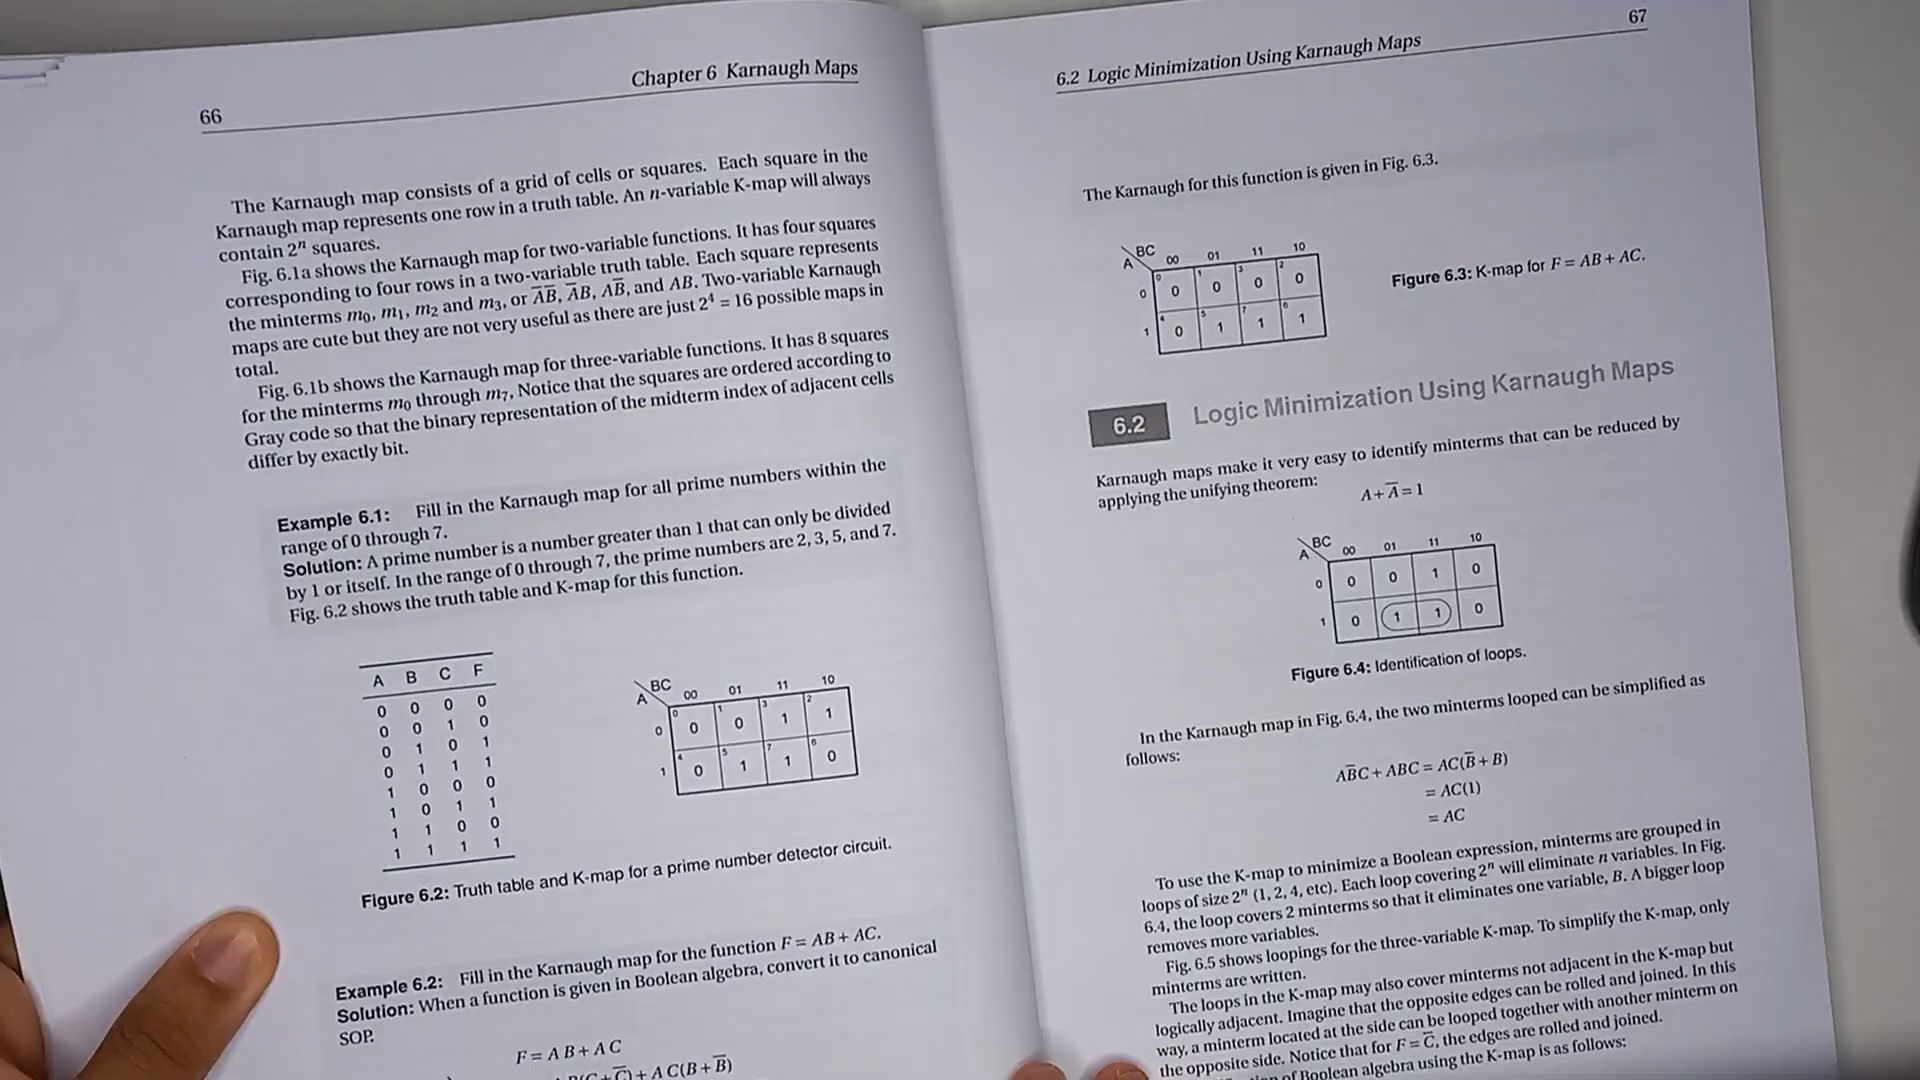 66
Chapter 6 Karnaugh Maps
The Karnaugh map consists of a grid of cells or squares. Each square in the
Karnaugh map represents one row in a truth table. An n-variable K-map will always
contain 2ⁿ squares.
Fig. 6.1a shows the Karnaugh map for two-variable functions. It has four squares
corresponding to four rows in a two-variable truth table. Each square represents
the minterms m₀, m₁, m₂ and m₃, or A̅B̅, A̅B, AB̅, and AB. Two-variable Karnaugh
maps are cute but they are not very useful as there are just 2⁴ = 16 possible maps in
total.
Fig. 6.1b shows the Karnaugh map for three-variable functions. It has 8 squares
for the minterms m₀ through m₇, Notice that the squares are ordered according to
Gray code so that the binary representation of the midterm index of adjacent cells
differ by exactly bit.
Example 6.1: Fill in the Karnaugh map for all prime numbers within the
range of 0 through 7.
Solution: A prime number is a number greater than 1 that can only be divided
by 1 or itself. In the range of 0 through 7, the prime numbers are 2, 3, 5, and 7.
Fig. 6.2 shows the truth table and K-map for this function.
A B C F
0 0 0 0
0 0 1 0
0 1 0 1
0 1 1 1
1 0 0 0
1 0 1 1
1 1 0 0
1 1 1 1
BC
A 00 01 11 10
0 1 3 2
0 0 0 1 1
4 5 7 6
1 0 1 1 0
Figure 6.2: Truth table and K-map for a prime number detector circuit.
Example 6.2: Fill in the Karnaugh map for the function F = AB + AC.
Solution: When a function is given in Boolean algebra, convert it to canonical
SOP.
F = AB + AC
C̅) + AC(B + B̅)
6.2 Logic Minimization Using Karnaugh Maps
67
The Karnaugh for this function is given in Fig. 6.3.
BC
A 00 01 11 10
0 1 3 2
0 0 0 0 0
4 5 7 6
1 0 1 1 1
Figure 6.3: K-map for F = AB + AC.
6.2 Logic Minimization Using Karnaugh Maps
Karnaugh maps make it very easy to identify minterms that can be reduced by
applying the unifying theorem:
A + A̅ = 1
BC
A 00 01 11 10
0 0 0 1 0
1 0 1 1 0
Figure 6.4: Identification of loops.
In the Karnaugh map in Fig. 6.4, the two minterms looped can be simplified as
follows:
AB̅C + ABC = AC(B̅ + B)
= AC(1)
= AC
To use the K-map to minimize a Boolean expression, minterms are grouped in
loops of size 2ⁿ (1, 2, 4, etc). Each loop covering 2ⁿ will eliminate n variables. In Fig.
6.4, the loop covers 2 minterms so that it eliminates one variable, B. A bigger loop
removes more variables.
Fig. 6.5 shows loopings for the three-variable K-map. To simplify the K-map, only
minterms are written.
The loops in the K-map may also cover minterms not adjacent in the K-map but
logically adjacent. Imagine that the opposite edges can be rolled and joined. In this
way, a minterm located at the side can be looped together with another minterm on
the opposite side. Notice that for F = C̅, the edges are rolled and joined.
of Boolean algebra using the K-map is as follows: